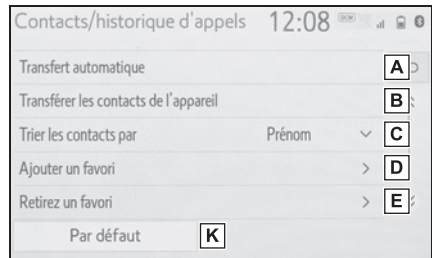 Contacts/historique d'appels 12:08 DCM
Transfert automatique A
Transférer les contacts de l'appareil B
Trier les contacts par Prénom C
Ajouter un favori D
Retirez un favori E
Par défaut K